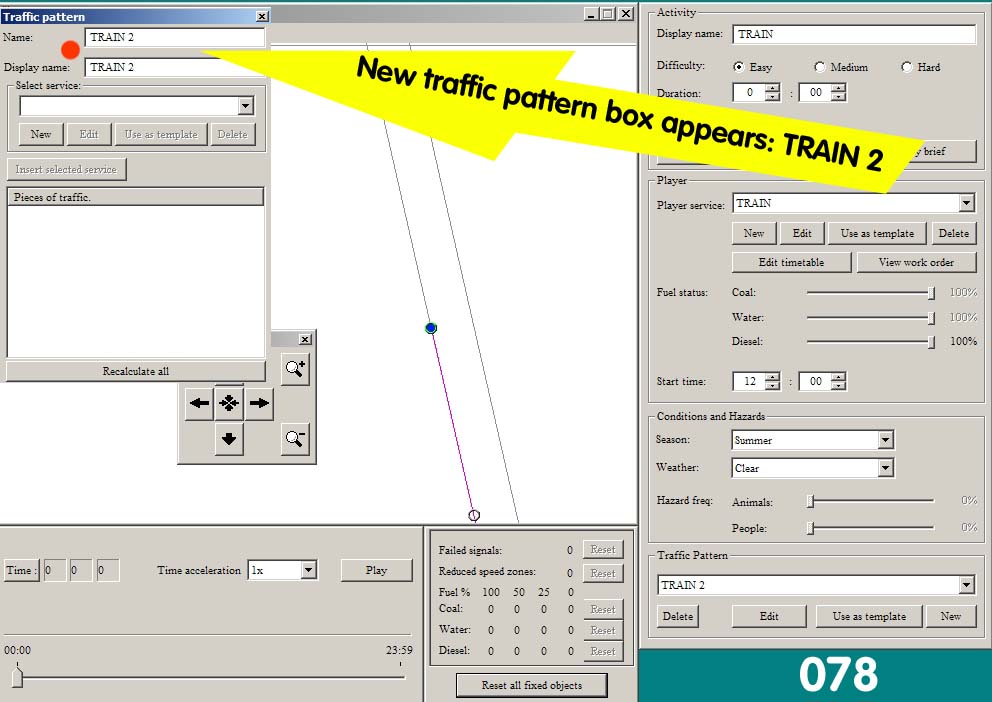 Traffic pattern
Name:
TRAIN 2
Display name:
TRAIN 2
Select service:
New
Edit
Use as template
Delete
Insert selected service
Pieces of traffic.
Recalculate all
New traffic pattern box appears: TRAIN 2
Activity
Display name:
TRAIN
Difficulty:
Easy
Medium
Hard
Duration:
0 : 00
brief
Player
Player service:
TRAIN
New
Edit
Use as template
Delete
Edit timetable
View work order
Fuel status:
Coal:
100%
Water:
100%
Diesel:
100%
Start time:
12 : 00
Conditions and Hazards
Season:
Summer
Weather:
Clear
Hazard freq:
Animals:
0%
People:
0%
Traffic Pattern
TRAIN 2
Delete
Edit
Use as template
New
Time :
0 0 0
Time acceleration
1x
Play
00:00
23:59
Failed signals: 0 Reset
Reduced speed zones: 0 Reset
Fuel % 100 50 25 0
Coal: 0 0 0 0 Reset
Water: 0 0 0 0 Reset
Diesel: 0 0 0 0 Reset
Reset all fixed objects
078